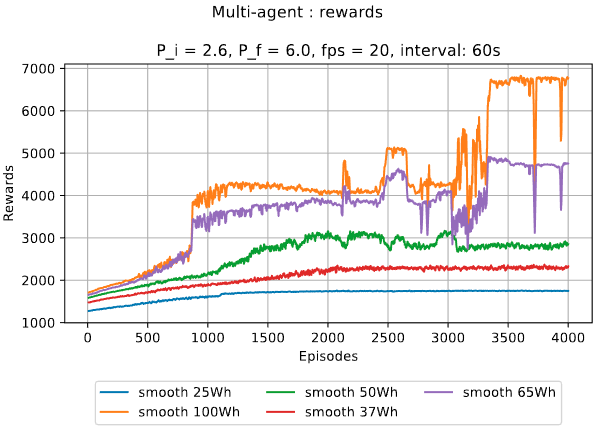 Multi-agent : rewards
P_i = 2.6, P_f = 6.0, fps = 20, interval: 60s
7000
6000
5000
4000
3000
2000
1000
Rewards
0 500 1000 1500 2000 2500 3000 3500 4000
Episodes
smooth 25Wh smooth 50Wh smooth 65Wh
smooth 100Wh smooth 37Wh